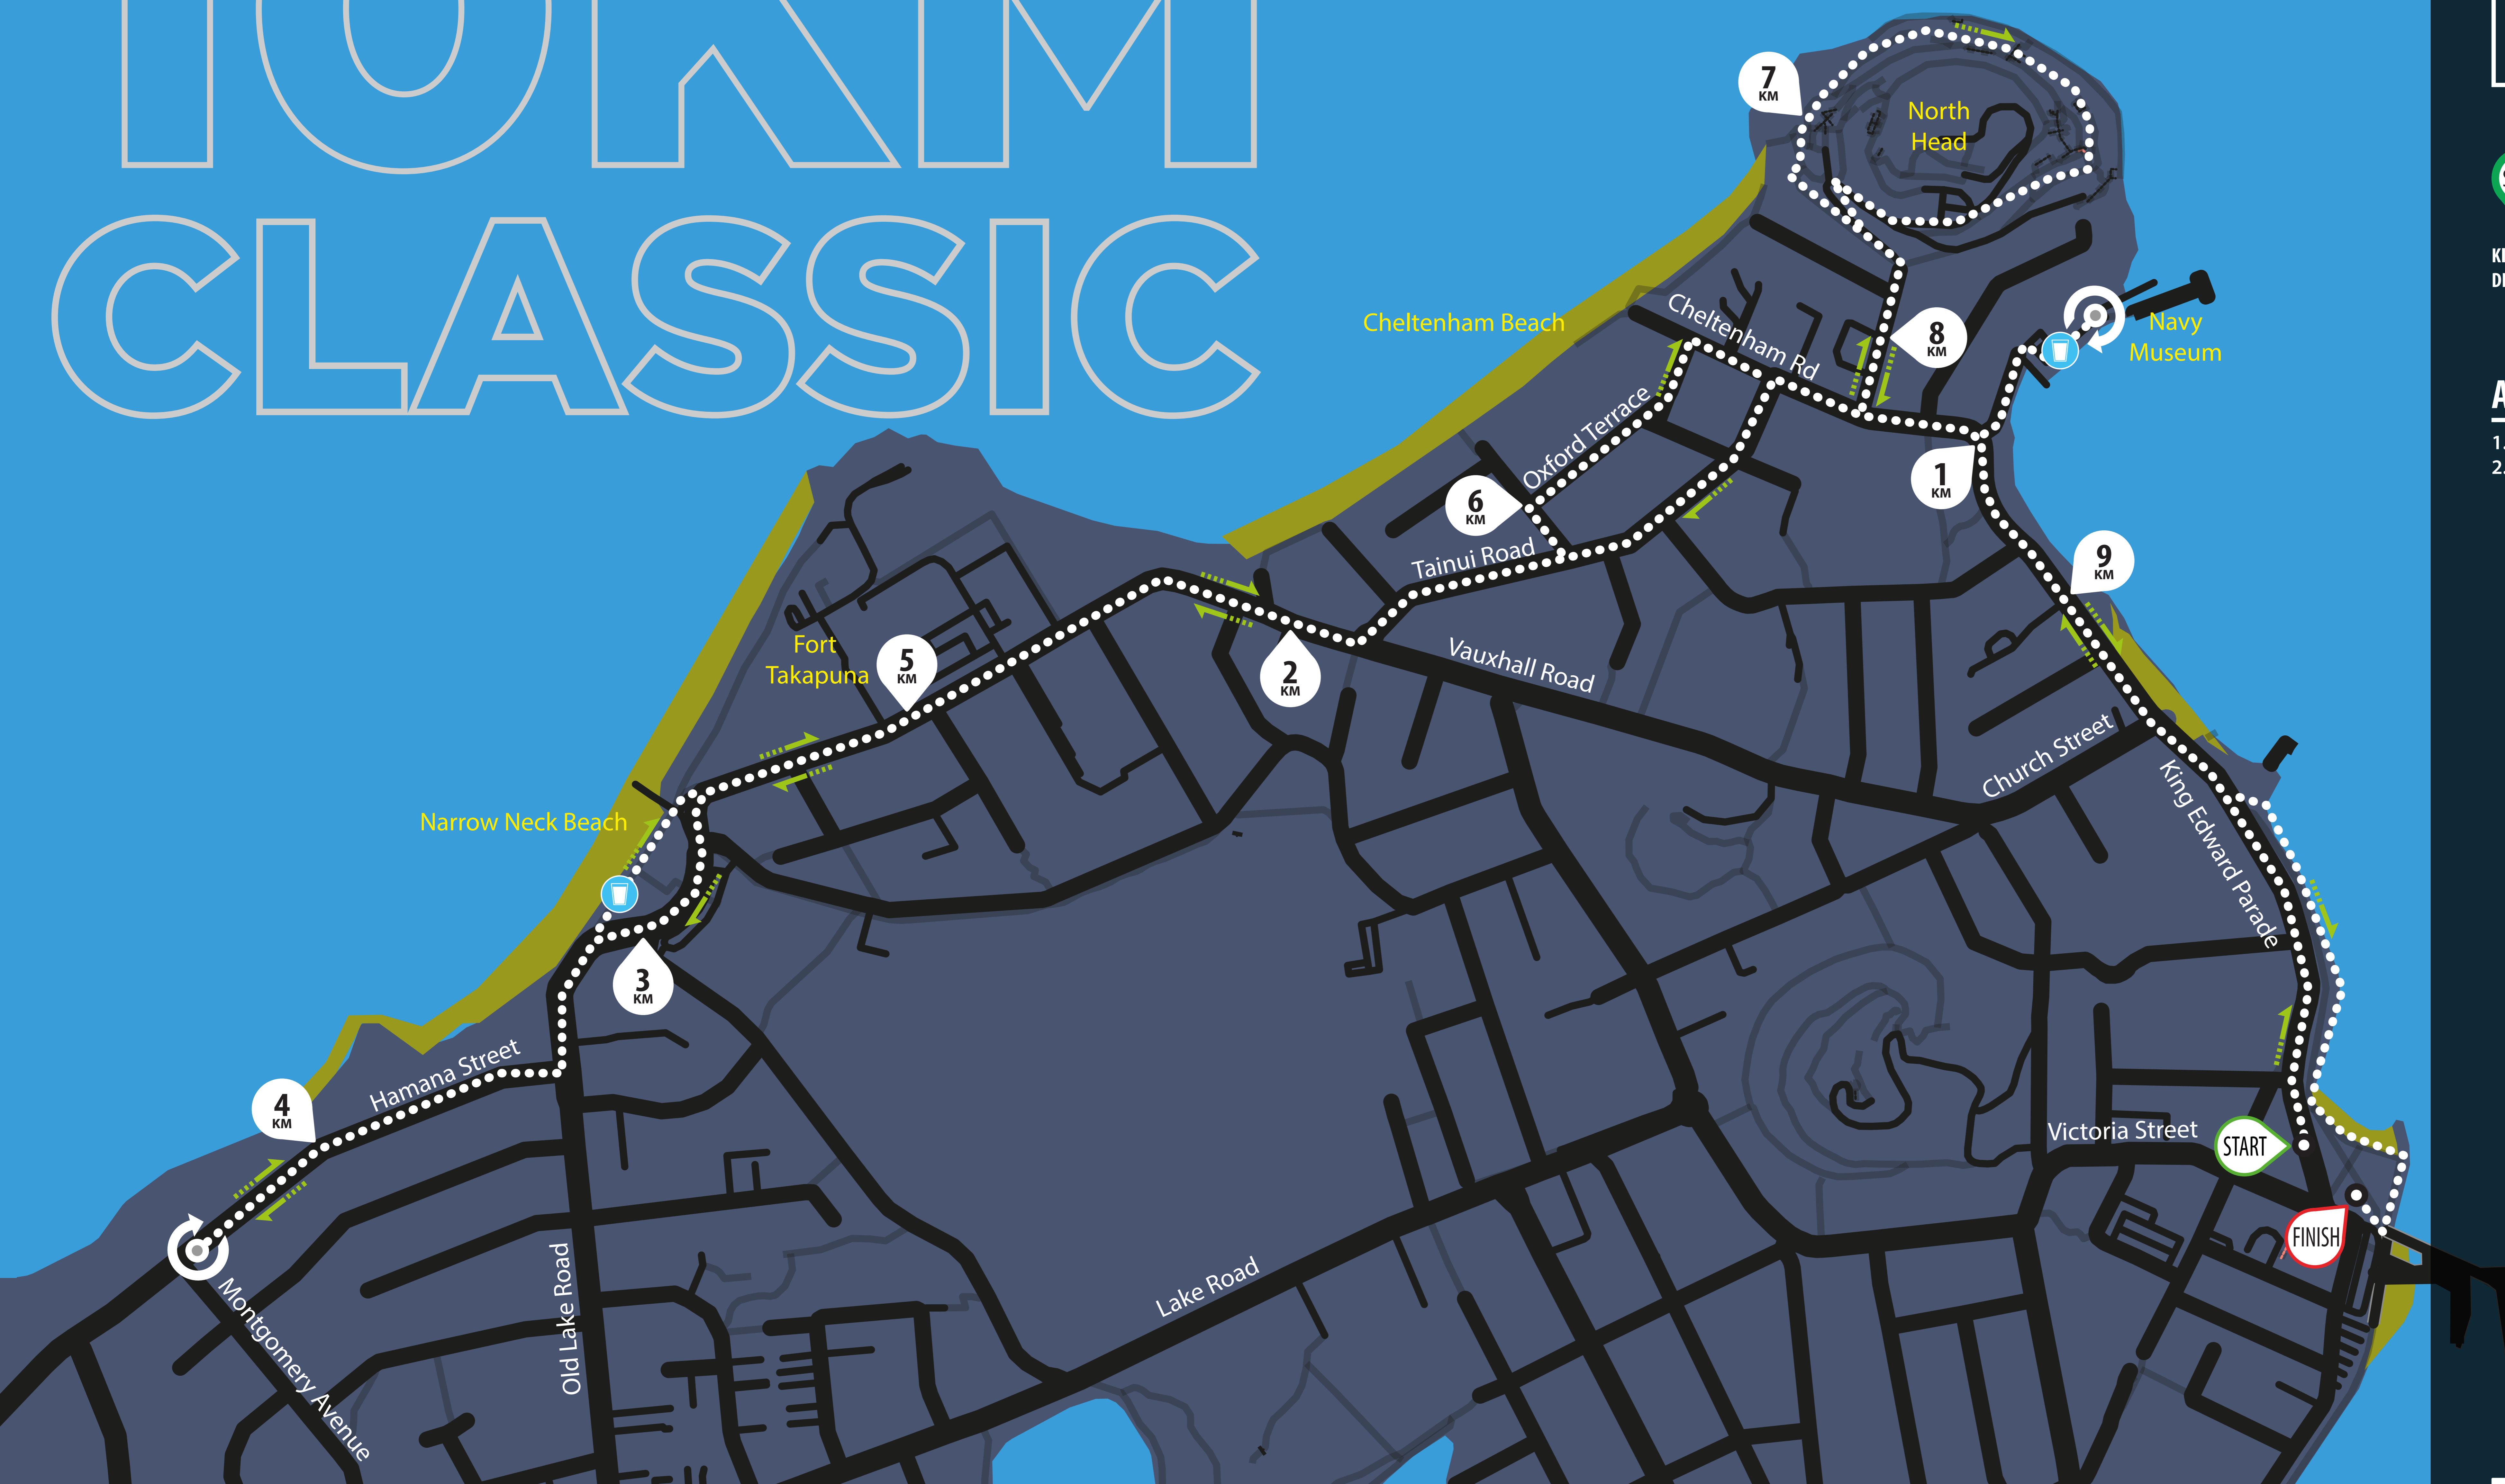 10KM
CLASSIC
7
KM
North
Head
Cheltenham Beach
Cheltenham Rd
8
KM
Navy
Museum
Oxford Terrace
1
KM
6
KM
Tainui Road
9
KM
Fort
Takapuna
5
KM
2
KM
Vauxhall Road
Church Street
King Edward Parade
Narrow Neck Beach
3
KM
Hamana Street
4
KM
Victoria Street
START
FINISH
Old Lake Road
Lake Road
Montgomery Avenue
1.
2.